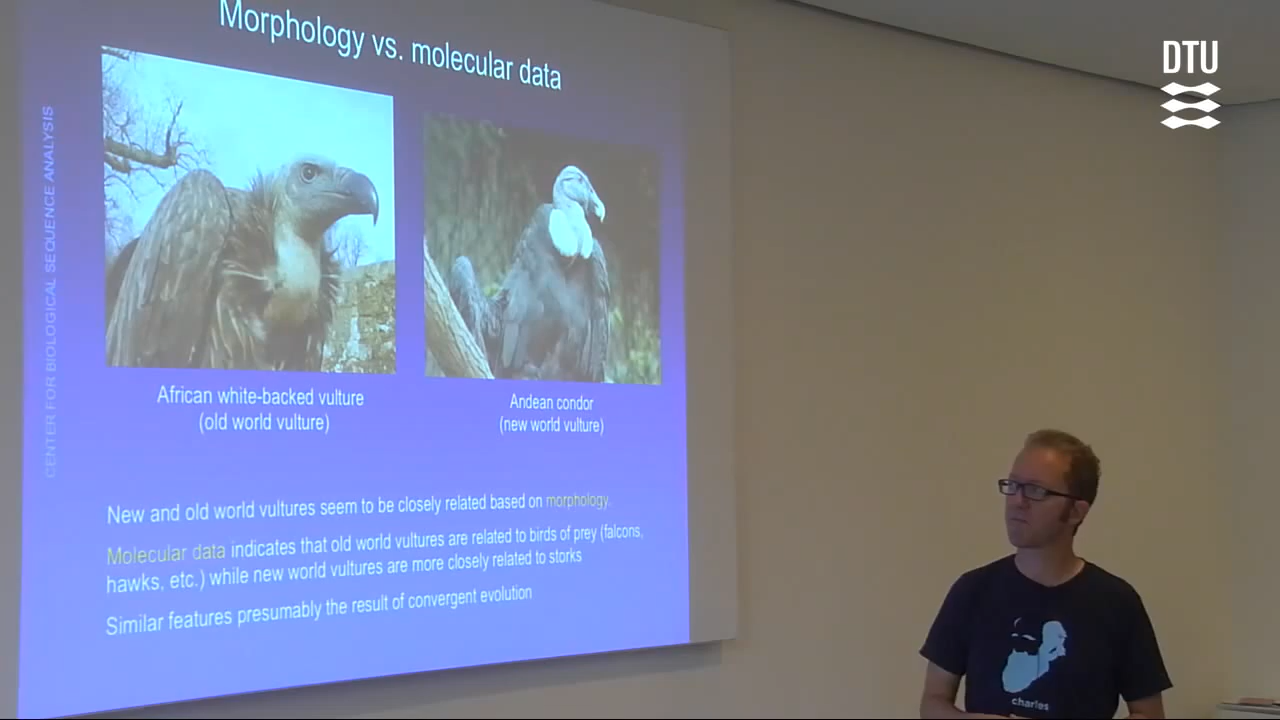 Morphology vs. molecular data
DTU
CENTER FOR BIOLOGICAL SEQUENCE ANALYSIS
African white-backed vulture
(old world vulture)
Andean condor
(new world vulture)
New and old world vultures seem to be closely related based on morphology.
Molecular data indicates that old world vultures are related to birds of prey (falcons,
hawks, etc.) while new world vultures are more closely related to storks
Similar features presumably the result of convergent evolution
charles